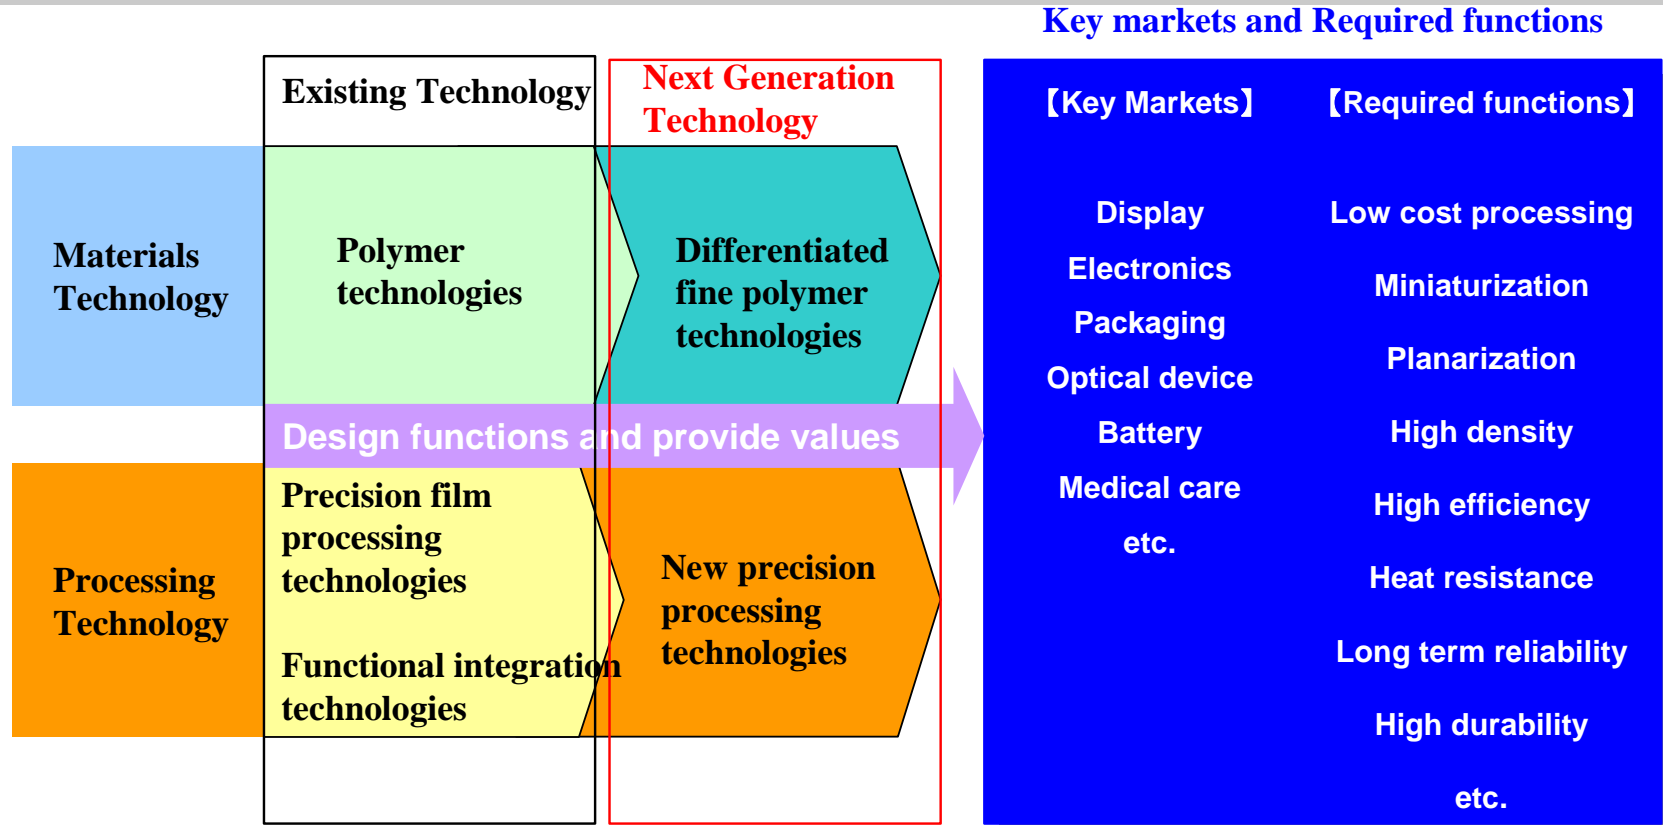 Key markets and Required functions
Existing Technology
Next Generation
Technology
Materials
Technology
Polymer
technologies
Differentiated
fine polymer
technologies
Design functions and provide values
Processing
Technology
Precision film
processing
technologies
Functional integration
technologies
New precision
processing
technologies
【Key Markets】
Display
Electronics
Packaging
Optical device
Battery
Medical care
etc.
【Required functions】
Low cost processing
Miniaturization
Planarization
High density
High efficiency
Heat resistance
Long term reliability
High durability
etc.